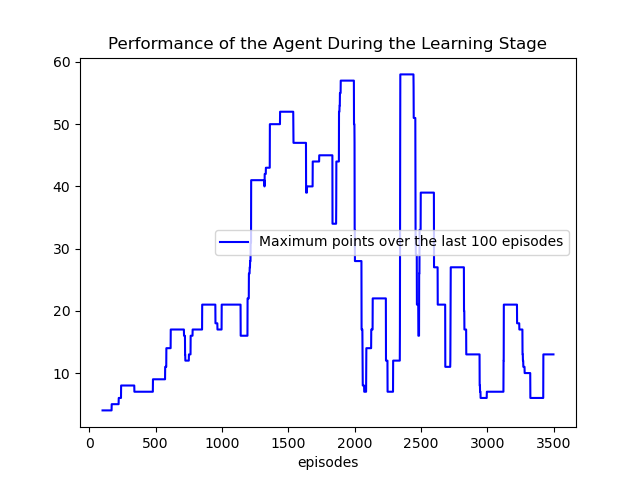 Performance of the Agent During the Learning Stage
60
50
40
30
20
10
Maximum points over the last 100 episodes
0 500 1000 1500 2000 2500 3000 3500
episodes